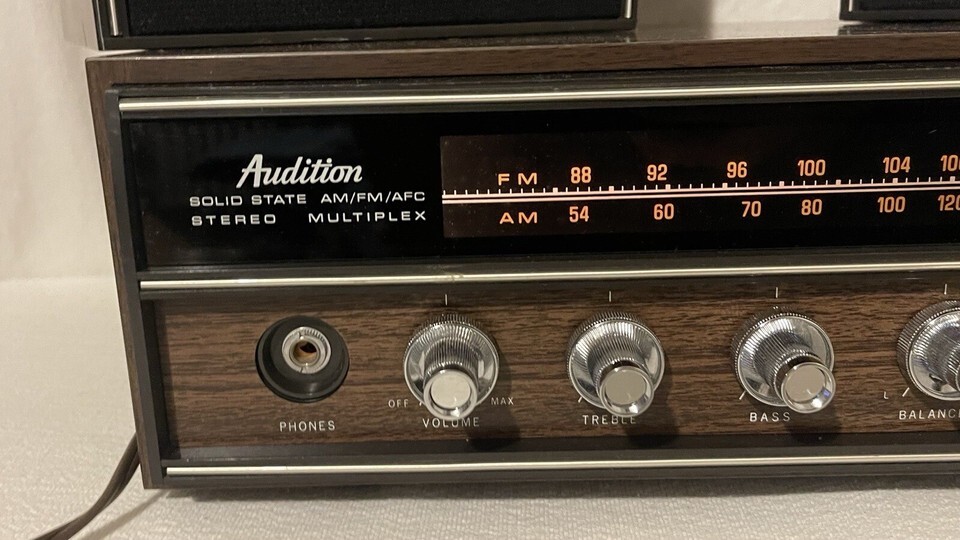 Audition
SOLID STATE AM/FM/AFC
STEREO MULTIPLEX
FM 88 92 96 100 104
AM 54 60 70 80 100 120
OFF MAX L
PHONES VOLUME TREBLE BASS BALANCE